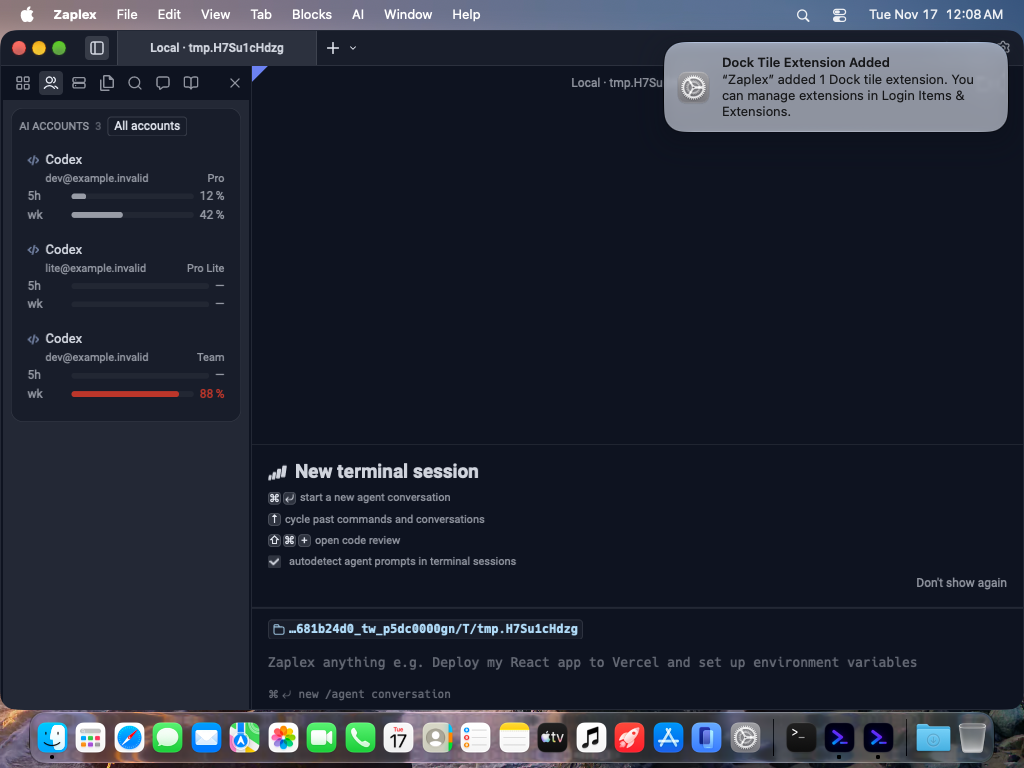 Zaplex File Edit View Tab Blocks AI Window Help Tue Nov 17 12:08 AM
Local · tmp.H7Su1cHdzg
Local · tmp.H7Su
Dock Tile Extension Added
“Zaplex” added 1 Dock tile extension. You
can manage extensions in Login Items &
Extensions.
AI ACCOUNTS 3 All accounts
Codex
dev@example.invalid Pro
5h 12 %
wk 42 %
Codex
lite@example.invalid Pro Lite
5h —
wk —
Codex
dev@example.invalid Team
5h —
wk 88 %
New terminal session
⌘ ↵ start a new agent conversation
↑ cycle past commands and conversations
⇧ ⌘ + open code review
autodetect agent prompts in terminal sessions
Don't show again
…681b24d0_tw_p5dc0000gn/T/tmp.H7Su1cHdzg
Zaplex anything e.g. Deploy my React app to Vercel and set up environment variables
⌘ ↵ new /agent conversation
TUE
17
tv